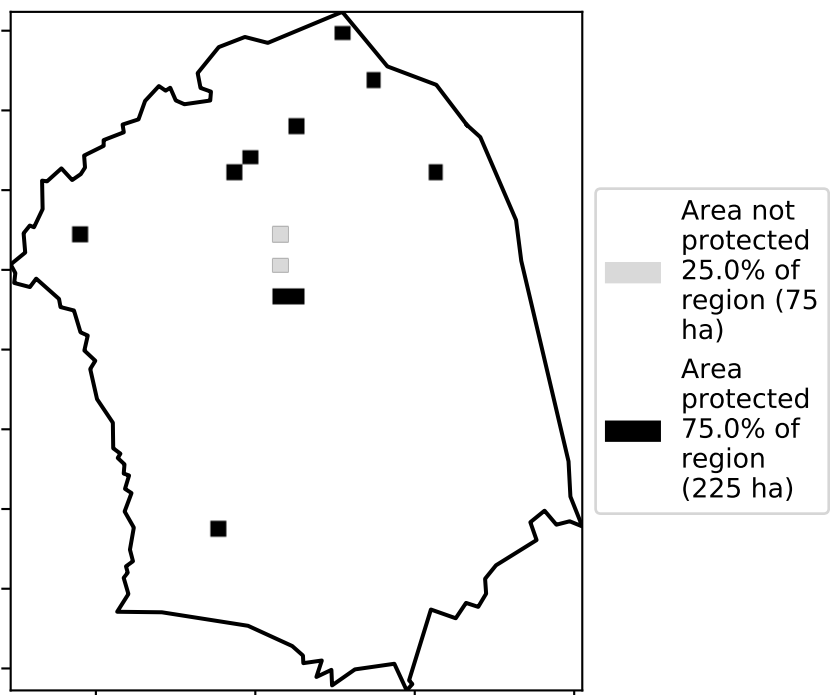 Area not
protected
25.0% of
region (75
ha)
Area
protected
75.0% of
region
(225 ha)